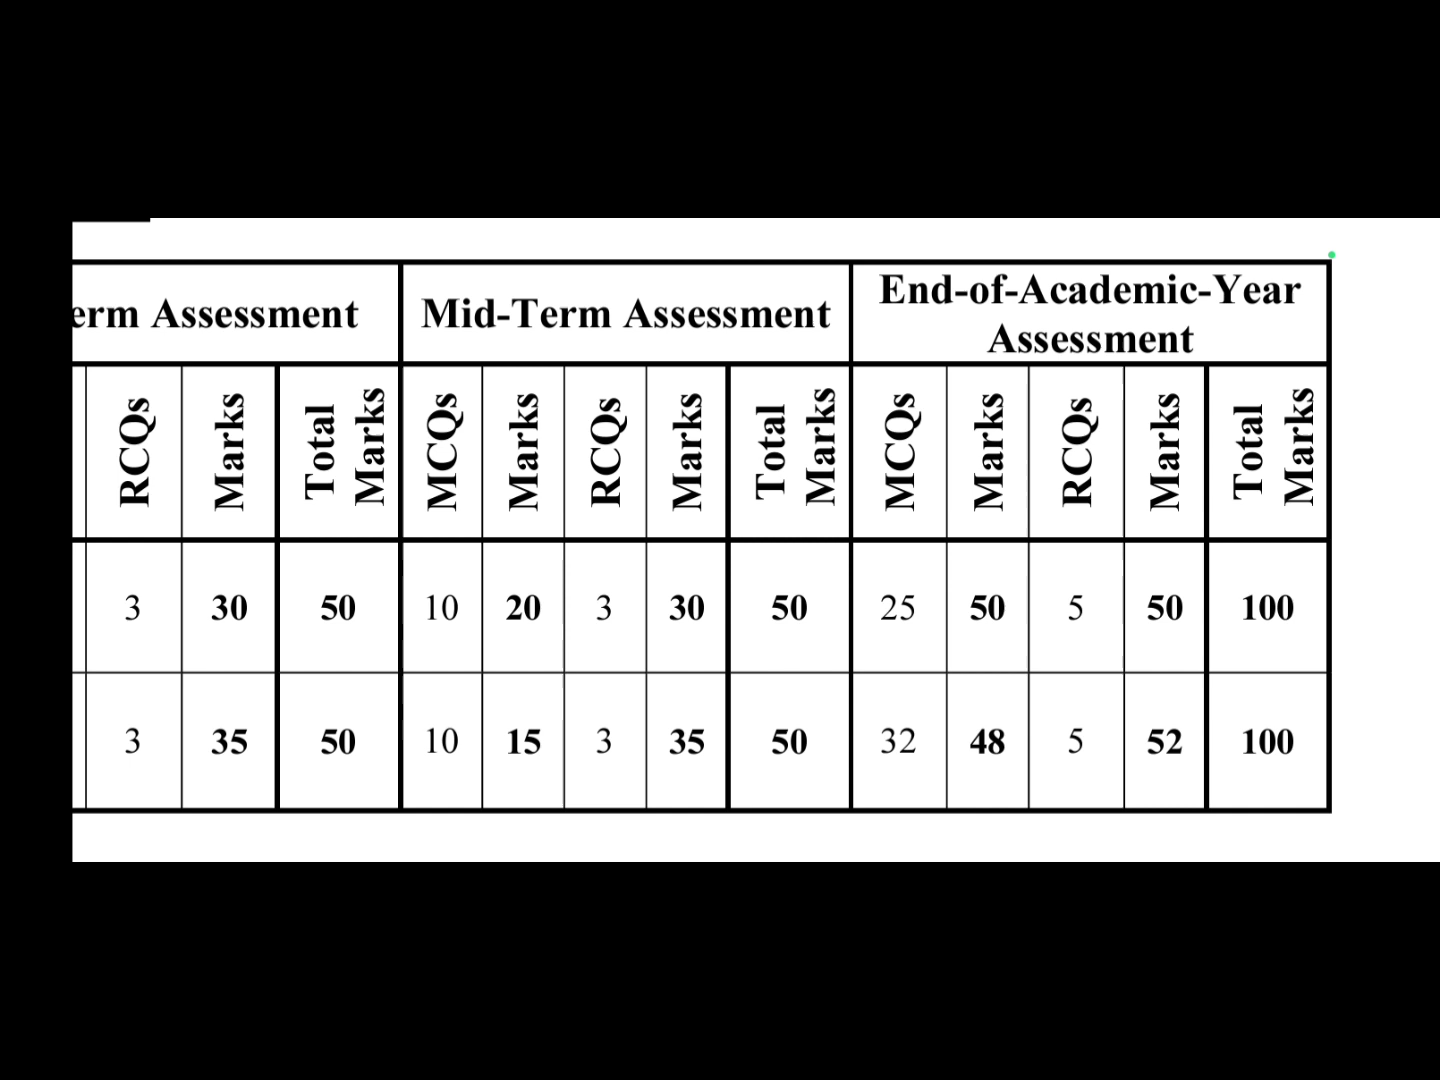 erm Assessment Mid-Term Assessment End-of-Academic-Year
Assessment
RCQs Marks Total Marks MCQs Marks RCQs Marks Total Marks MCQs Marks RCQs Marks Total Marks
3 30 50 10 20 3 30 50 25 50 5 50 100
3 35 50 10 15 3 35 50 32 48 5 52 100